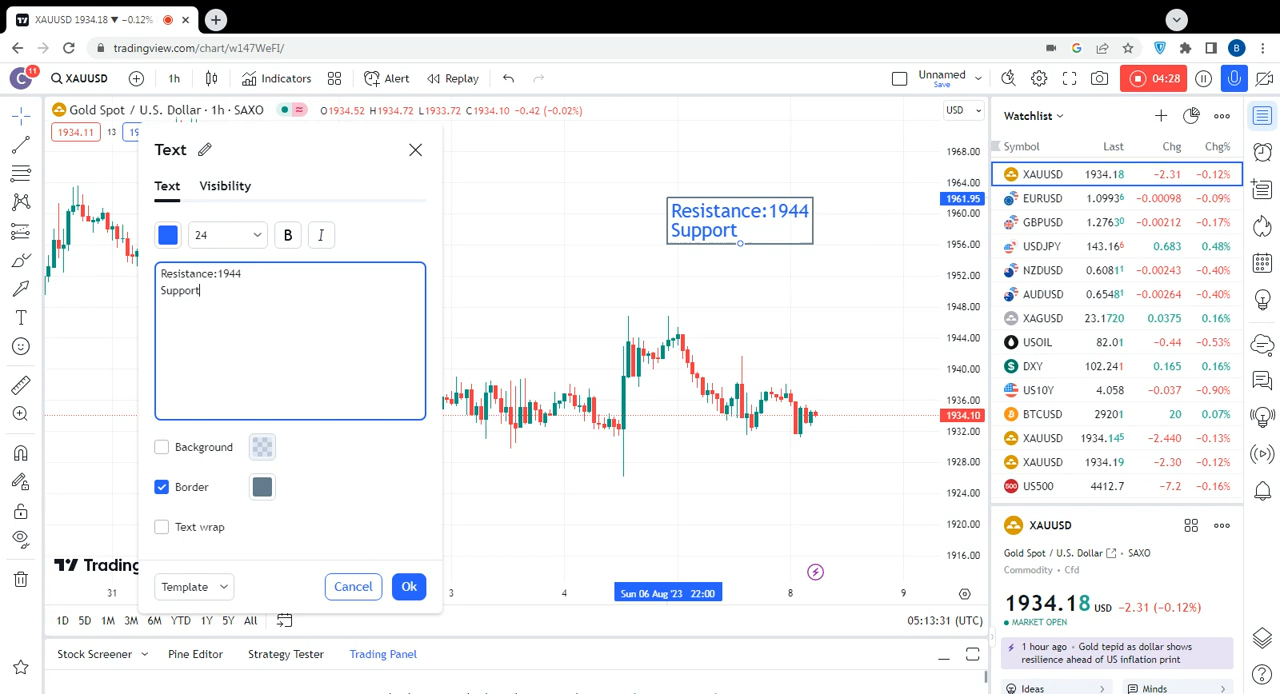 XAUUSD 1934.18 ▼ −0.12%
tradingview.com/chart/w147WeFI/
B
C 11
XAUUSD
1h
Indicators
Alert
Replay
Unnamed
Save
04:28
Gold Spot / U.S. Dollar · 1h · SAXO
O1934.52 H1934.72 L1933.72 C1934.10 −0.42 (−0.02%)
USD
1934.11
13
Text
Text
Visibility
24
B
I
Resistance:1944
Support
Background
Border
Text wrap
Template
Cancel
Ok
Resistance:1944
Support
1968.00
1964.00
1961.95
1960.00
1956.00
1952.00
1948.00
1944.00
1940.00
1936.00
1934.10
1932.00
1928.00
1924.00
1920.00
1916.00
31
3
4
Sun 06 Aug '23 22:00
8
9
1D 5D 1M 3M 6M YTD 1Y 5Y All
05:13:31 (UTC)
Stock Screener
Pine Editor
Strategy Tester
Trading Panel
Watchlist
Symbol Last Chg Chg%
XAUUSD 1934.18 −2.31 −0.12%
EURUSD 1.09936 −0.00098 −0.09%
GBPUSD 1.27630 −0.00212 −0.17%
USDJPY 143.166 0.683 0.48%
NZDUSD 0.60811 −0.00243 −0.40%
AUDUSD 0.65481 −0.00264 −0.40%
XAGUSD 23.1720 0.0375 0.16%
USOIL 82.01 −0.44 −0.53%
DXY 102.241 0.165 0.16%
US10Y 4.058 −0.037 −0.90%
BTCUSD 29201 20 0.07%
XAUUSD 1934.145 −2.440 −0.13%
XAUUSD 1934.19 −2.30 −0.12%
500 US500 4412.7 −7.2 −0.16%
XAUUSD
Gold Spot / U.S. Dollar · SAXO
Commodity · Cfd
1934.18 USD −2.31 (−0.12%)
MARKET OPEN
1 hour ago · Gold tepid as dollar shows
resilience ahead of US inflation print
Ideas
Minds